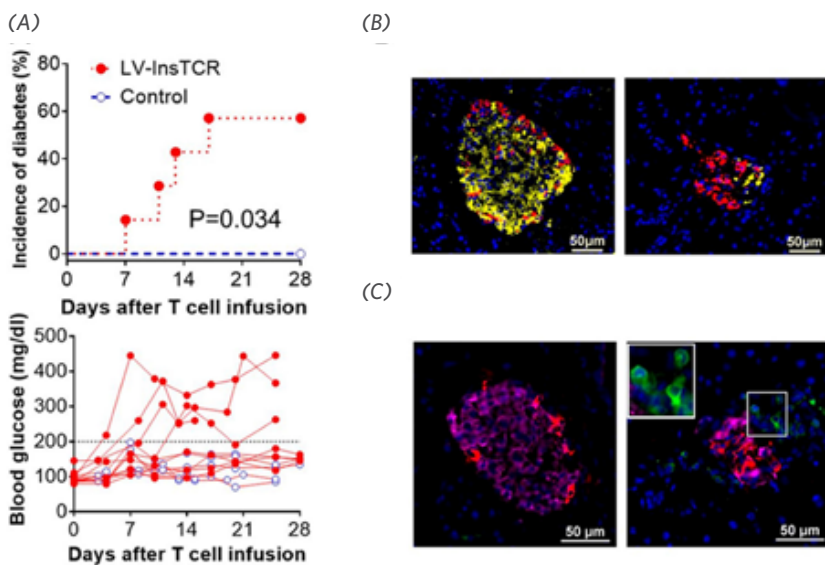 (A)
LV-InsTCR
Control
Incidence of diabetes (%)
80
60
40
20
0
P=0.034
0 7 14 21 28
Days after T cell infusion
Blood glucose (mg/dl)
500
400
300
200
100
0
0 7 14 21 28
Days after T cell infusion
(B)
50µm
50µm
(C)
50 µm
50 µm